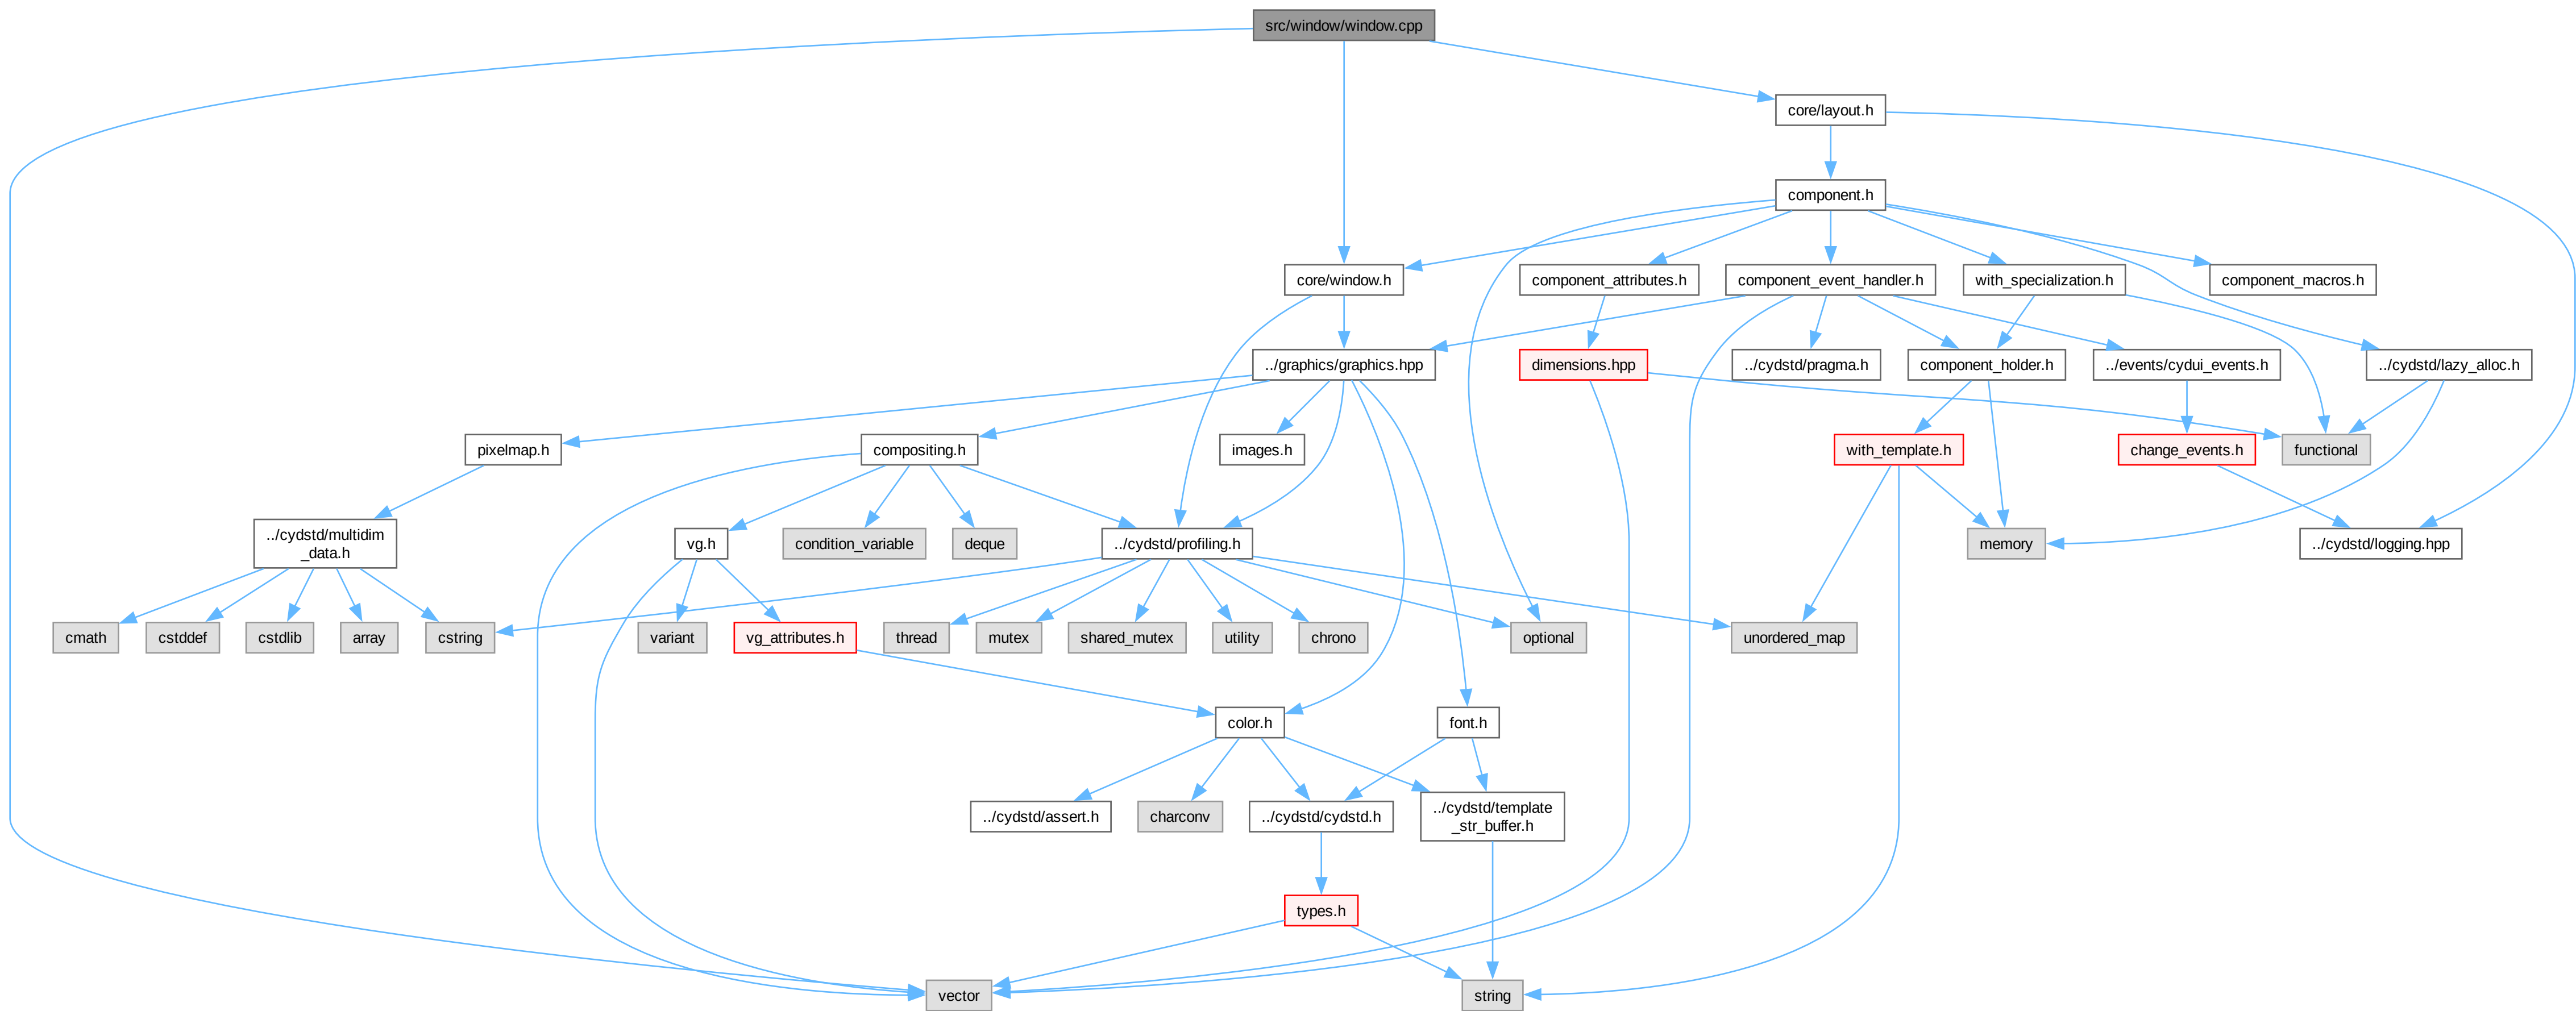 src/window/window.cpp
core/layout.h
component.h
core/window.h
component_attributes.h
component_event_handler.h
with_specialization.h
component_macros.h
../graphics/graphics.hpp
dimensions.hpp
../cydstd/pragma.h
component_holder.h
../events/cydui_events.h
../cydstd/lazy_alloc.h
pixelmap.h
compositing.h
images.h
with_template.h
change_events.h
functional
../cydstd/multidim
_data.h
vg.h
condition_variable
deque
../cydstd/profiling.h
memory
../cydstd/logging.hpp
cmath
cstddef
cstdlib
array
cstring
variant
vg_attributes.h
thread
mutex
shared_mutex
utility
chrono
optional
unordered_map
color.h
font.h
../cydstd/assert.h
charconv
../cydstd/cydstd.h
../cydstd/template
_str_buffer.h
types.h
vector
string